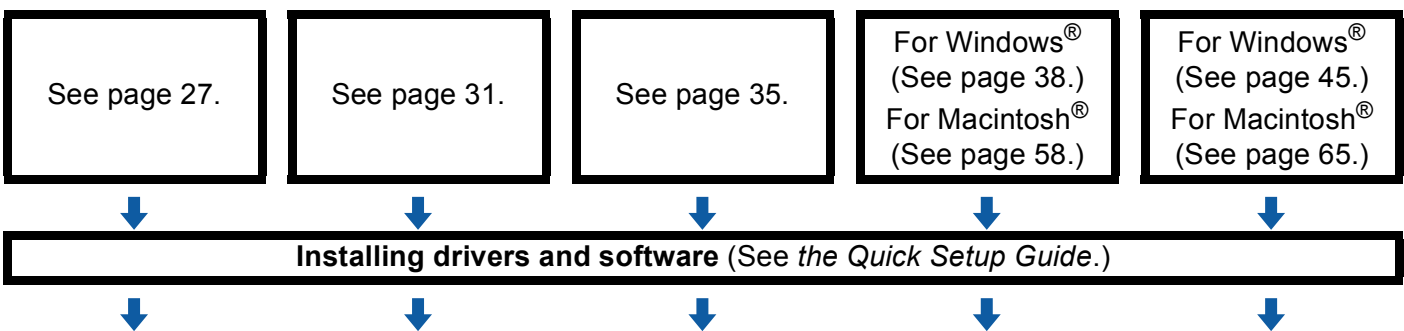 See page 27.
See page 31.
See page 35.
For Windows®
(See page 38.)
For Macintosh®
(See page 58.)
For Windows®
(See page 45.)
For Macintosh®
(See page 65.)
Installing drivers and software (See the Quick Setup Guide.)